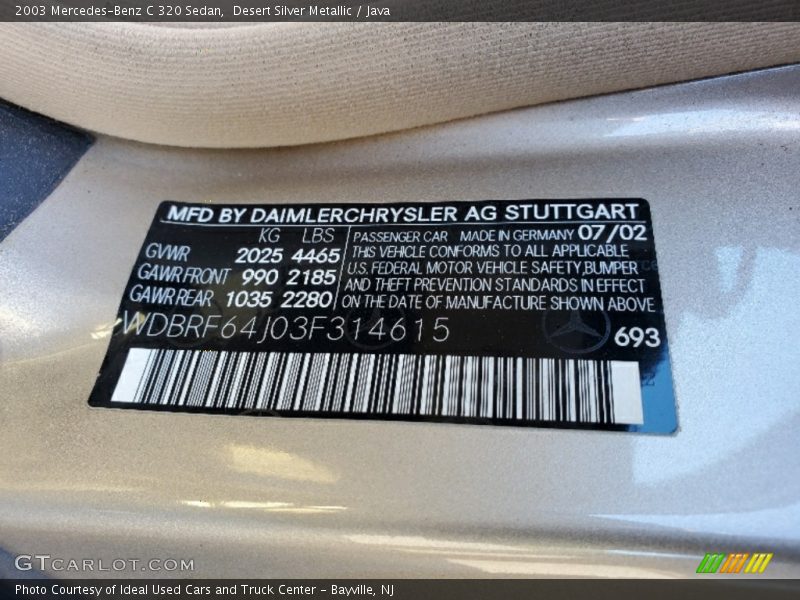 2003 Mercedes-Benz C 320 Sedan,  Desert Silver Metallic / Java
MFD BY DAIMLERCHRYSLER AG STUTTGART
KG LBS
GVWR 2025 4465
GAWR FRONT 990 2185
GAWR REAR 1035 2280
PASSENGER CAR MADE IN GERMANY 07/02
THIS VEHICLE CONFORMS TO ALL APPLICABLE
U.S. FEDERAL MOTOR VEHICLE SAFETY, BUMPER
AND THEFT PREVENTION STANDARDS IN EFFECT
ON THE DATE OF MANUFACTURE SHOWN ABOVE
WDBRF64J03F314615
693
GTCARLOT.COM
Photo Courtesy of Ideal Used Cars and Truck Center - Bayville, NJ